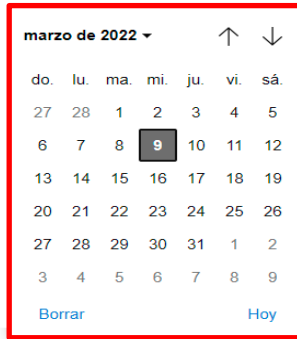 marzo de 2022
do. lu. ma. mi. ju. vi. sá.
27 28 1 2 3 4 5
6 7 8 9 10 11 12
13 14 15 16 17 18 19
20 21 22 23 24 25 26
27 28 29 30 31 1 2
3 4 5 6 7 8 9
Borrar Hoy